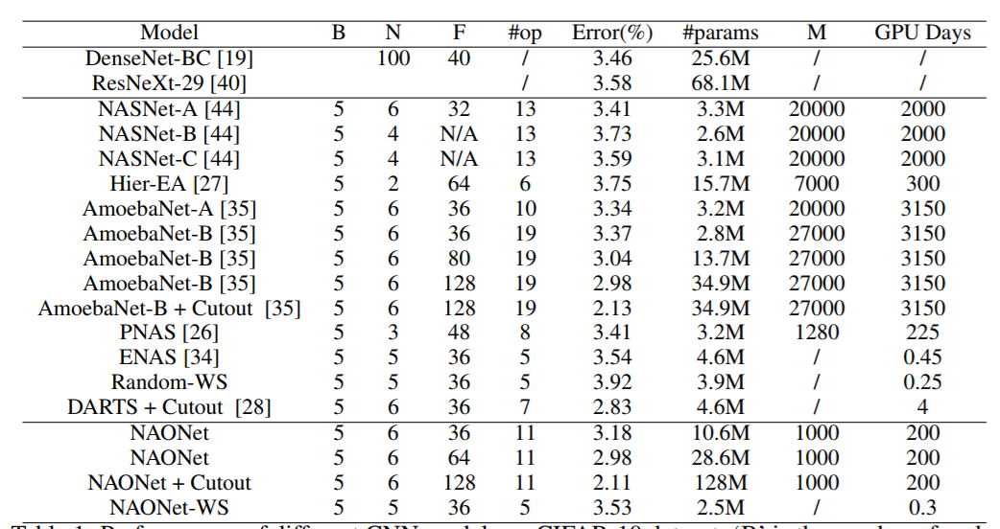 Model B N F #op Error(%) #params M GPU Days
DenseNet-BC [19] 100 40 / 3.46 25.6M / /
ResNeXt-29 [40] / 3.58 68.1M / /
NASNet-A [44] 5 6 32 13 3.41 3.3M 20000 2000
NASNet-B [44] 5 4 N/A 13 3.73 2.6M 20000 2000
NASNet-C [44] 5 4 N/A 13 3.59 3.1M 20000 2000
Hier-EA [27] 5 2 64 6 3.75 15.7M 7000 300
AmoebaNet-A [35] 5 6 36 10 3.34 3.2M 20000 3150
AmoebaNet-B [35] 5 6 36 19 3.37 2.8M 27000 3150
AmoebaNet-B [35] 5 6 80 19 3.04 13.7M 27000 3150
AmoebaNet-B [35] 5 6 128 19 2.98 34.9M 27000 3150
AmoebaNet-B + Cutout [35] 5 6 128 19 2.13 34.9M 27000 3150
PNAS [26] 5 3 48 8 3.41 3.2M 1280 225
ENAS [34] 5 5 36 5 3.54 4.6M / 0.45
Random-WS 5 5 36 5 3.92 3.9M / 0.25
DARTS + Cutout [28] 5 6 36 7 2.83 4.6M / 4
NAONet 5 6 36 11 3.18 10.6M 1000 200
NAONet 5 6 64 11 2.98 28.6M 1000 200
NAONet + Cutout 5 6 128 11 2.11 128M 1000 200
NAONet-WS 5 5 36 5 3.53 2.5M / 0.3